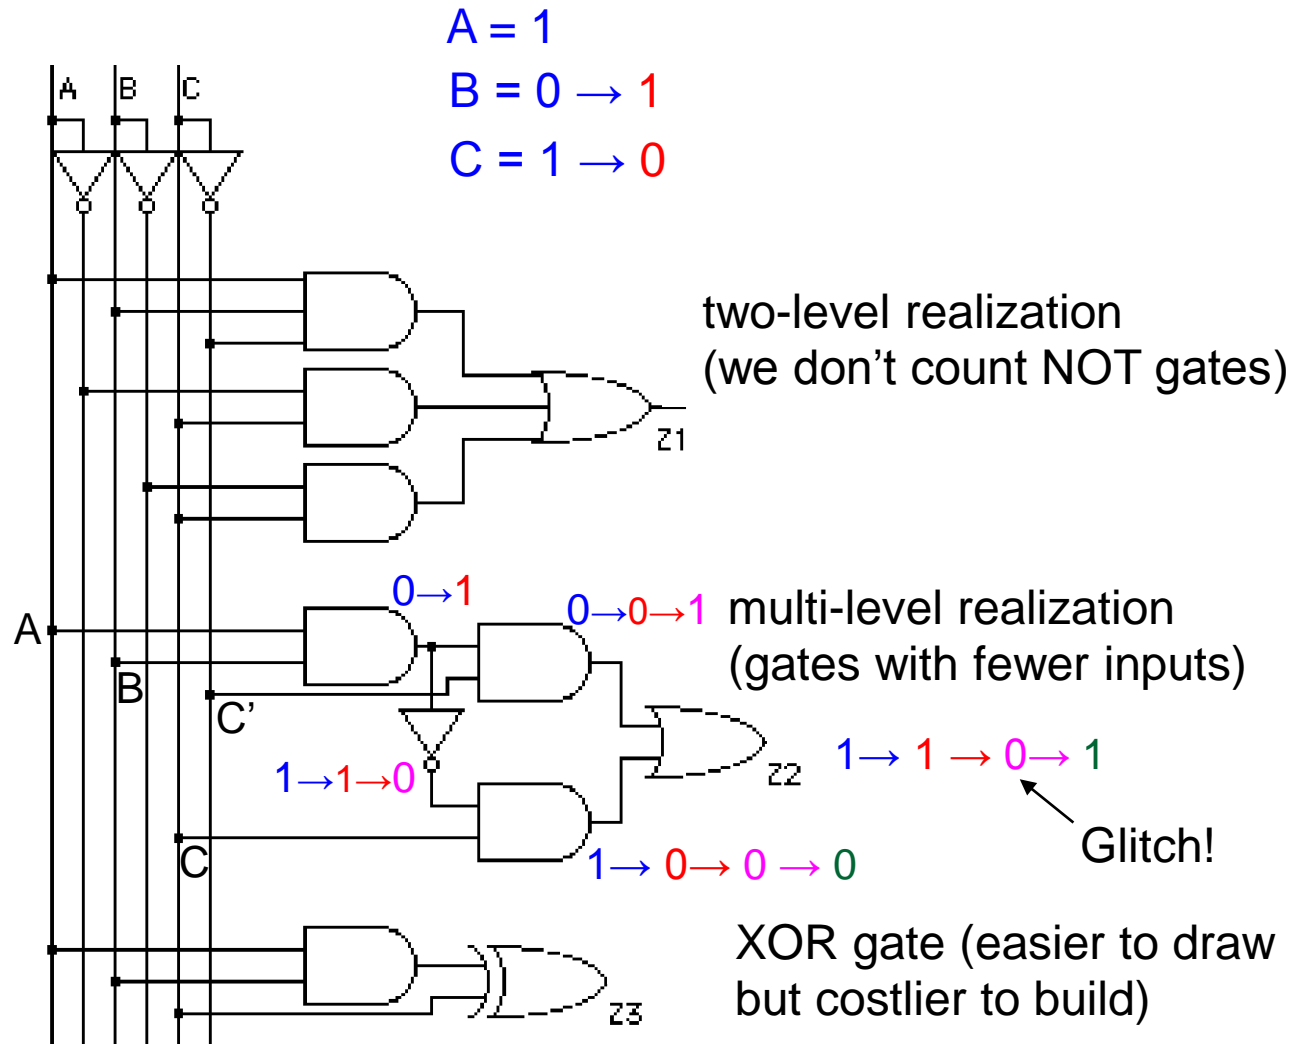 A = 1
B = 0 → 1
C = 1 → 0
A B C
two-level realization
(we don’t count NOT gates)
Z1
0→1
0→0→1
multi-level realization
(gates with fewer inputs)
A
B
C’
1→1→0
Z2
1→ 1 → 0→ 1
Glitch!
C
1→ 0→ 0 → 0
XOR gate (easier to draw
but costlier to build)
Z3